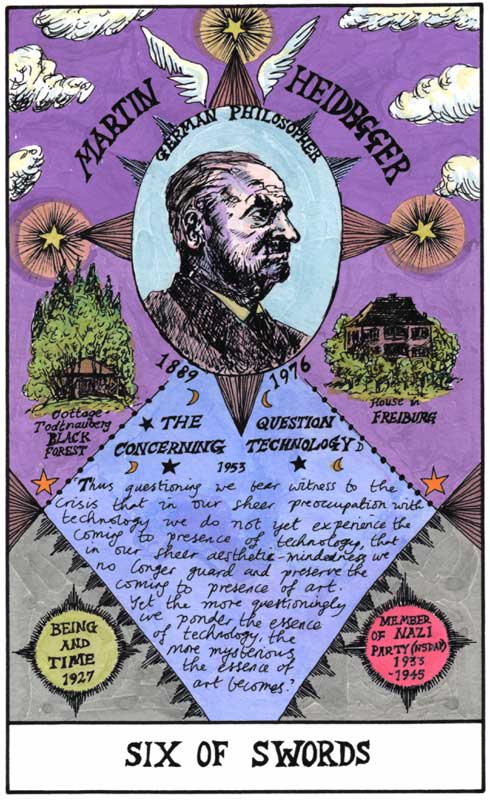 MARTIN HEIDEGGER
GERMAN PHILOSOPHER
1889 1976
Cottage
Todtnauberg
BLACK
FOREST
House in
FREIBURG
THE QUESTION
CONCERNING TECHNOLOGY
1953
"Thus questioning we bear witness to the
crisis that in our sheer preoccupation with
technology we do not yet experience the
coming to presence of technology, that
in our sheer aesthetic-mindedness we
no longer guard and preserve the
coming to presence of art.
Yet the more questioningly
we ponder the essence
of technology, the
more mysterious
the essence of
art becomes."
BEING
AND
TIME
1927
MEMBER
OF NAZI
PARTY (NSDAP)
1933
-1945
SIX OF SWORDS